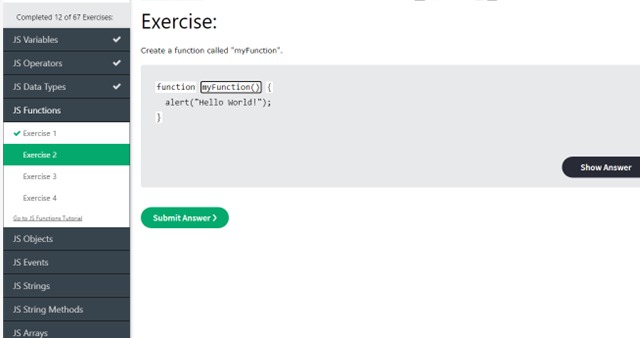 Completed 12 of 67 Exercises:
JS Variables
JS Operators
JS Data Types
JS Functions
Exercise 1
Exercise 2
Exercise 3
Exercise 4
Go to JS Functions Tutorial
JS Objects
JS Events
JS Strings
JS String Methods
JS Arrays
Exercise:
Create a function called "myFunction".
function myFunction() {
alert("Hello World!");
}
Show Answer
Submit Answer ❯